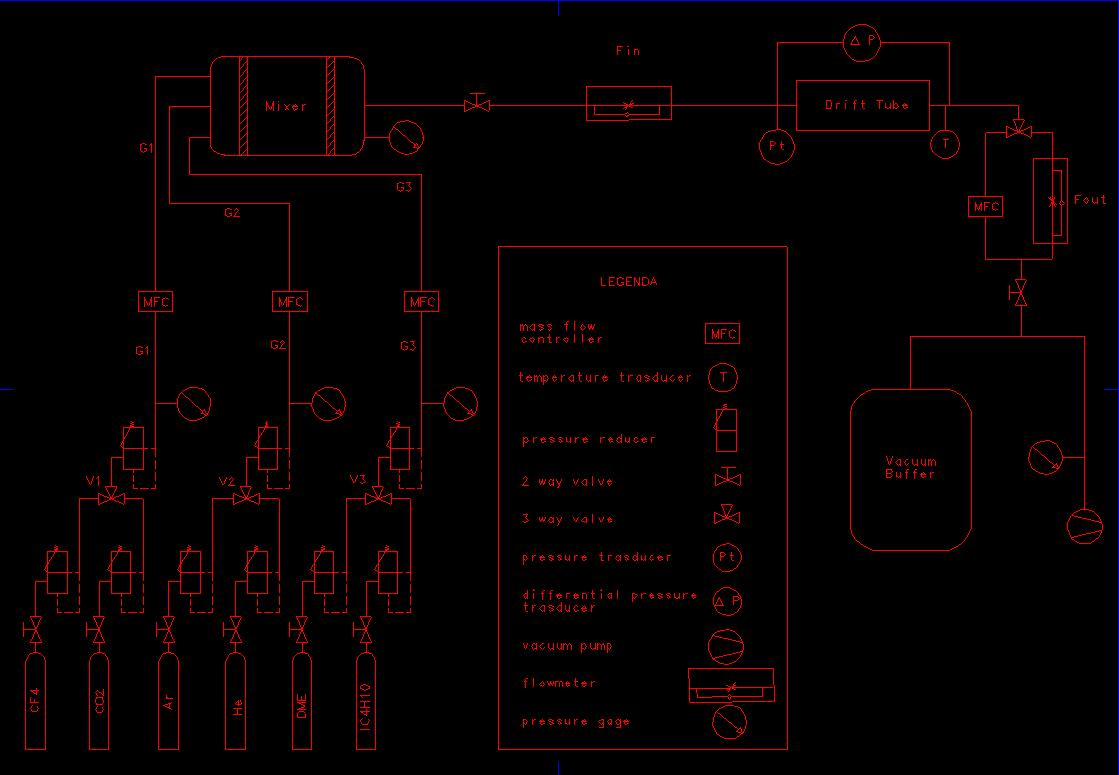 Fin
△ P
Mixer
Drift Tube
Pt
T
G1
G3
G2
MFC
Fout
LEGENDA
mass flow
controller
MFC
temperature trasducer
T
pressure reducer
2 way valve
3 way valve
pressure trasducer
Pt
differential pressure
trasducer
△ P
vacuum pump
flowmeter
pressure gage
MFC
MFC
MFC
G1
G2
G3
V1
V2
V3
CF4
CO2
Ar
He
DME
IC4H10
Vacuum
Buffer